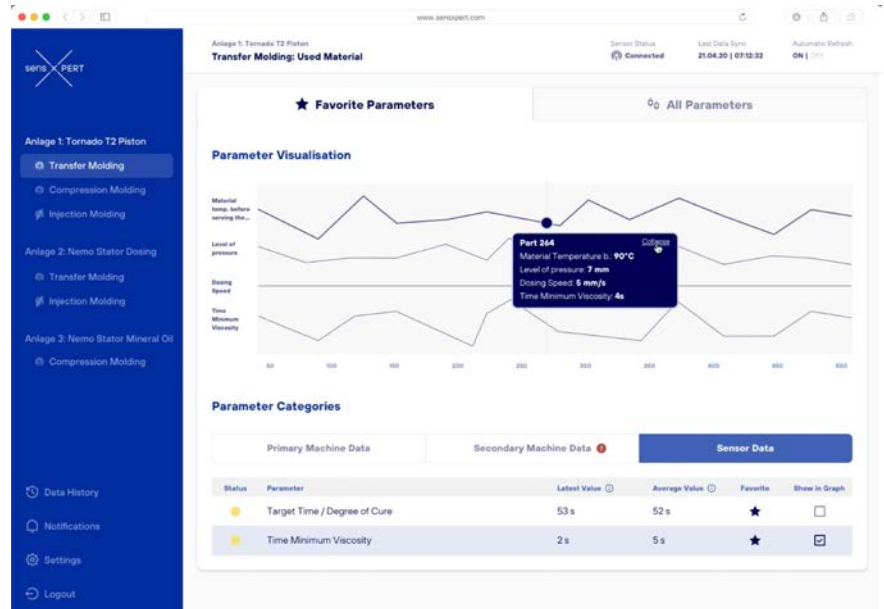 www.sensxpert.com
sens X PERT
Anlage 1: Tornado T2 Piston
Transfer Molding: Used Material
Sensor Status
Connected
Last Data Sync
21.04.20 | 07:12:32
Automatic Refresh
ON | OFF
Anlage 1: Tornado T2 Piston
Transfer Molding
Compression Molding
Injection Molding
Anlage 2: Nemo Stator Dosing
Transfer Molding
Injection Molding
Anlage 3: Nemo Stator Mineral Oil
Compression Molding
Data History
Notifications
Settings
Logout
Favorite Parameters
All Parameters
Parameter Visualisation
Material
temp. before
serving the...
Level of
pressure
Dosing
Speed
Time
Minimum
Viscosity
Part 264
Collapse
Material Temperature b.: 90°C
Level of pressure: 7 mm
Dosing Speed: 5 mm/s
Time Minimum Viscosity: 4s
50 100 150 200 250 300 350 400 450
Parameter Categories
Primary Machine Data
Secondary Machine Data
Sensor Data
Status Parameter Latest Value Average Value Favorite Show in Graph
Target Time / Degree of Cure 53 s 52 s
Time Minimum Viscosity 2 s 5 s